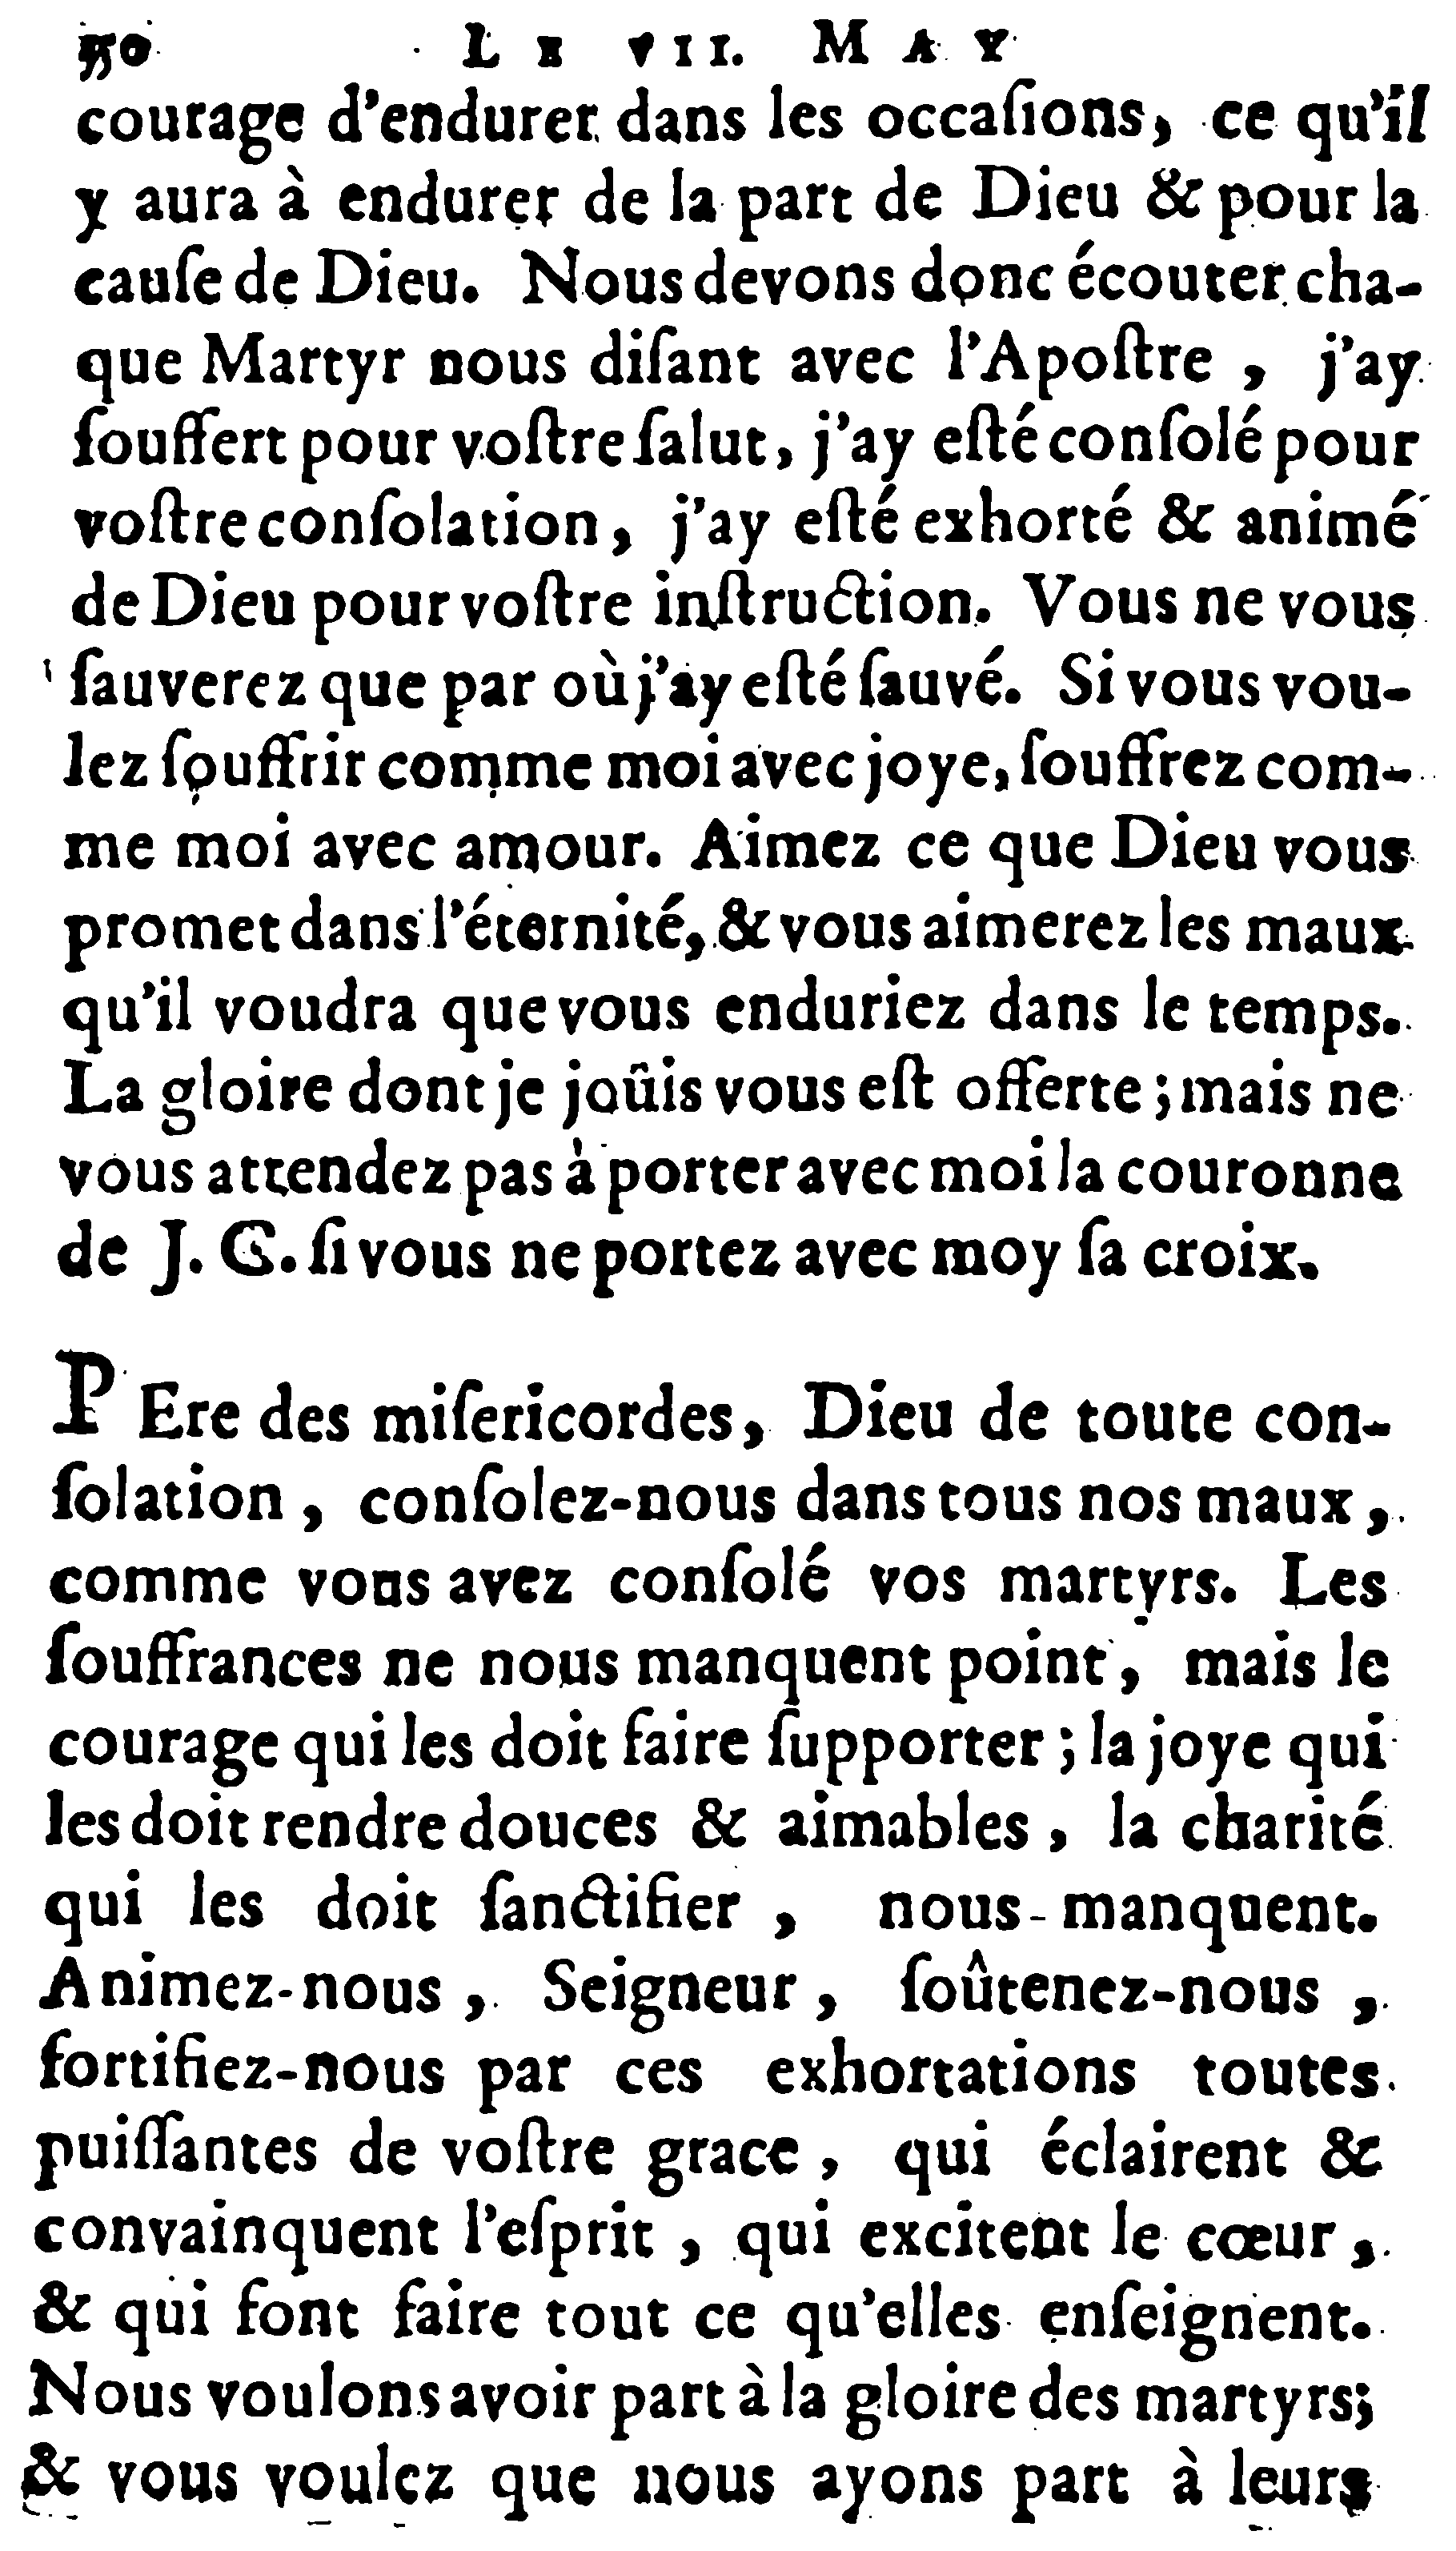 50 LE VII. MAY
courage d'endurer dans les occaſions, ce qu'il
y aura à endurer de la part de Dieu & pour la
cauſe de Dieu. Nous devons donc écouter cha-
que Martyr nous diſant avec l'Apoſtre, j'ay
ſouffert pour voſtre ſalut, j'ay eſté conſolé pour
voſtre conſolation, j'ay eſté exhorté & animé
de Dieu pour voſtre inſtruction. Vous ne vous
ſauverez que par où j'ay eſté ſauvé. Si vous vou-
lez ſouffrir comme moi avec joye, ſouffrez com-
me moi avec amour. Aimez ce que Dieu vous
promet dans l'éternité, & vous aimerez les maux
qu'il voudra que vous enduriez dans le temps.
La gloire dont je joûis vous eſt offerte; mais ne
vous attendez pas à porter avec moi la couronne
de J. C. ſi vous ne portez avec moy ſa croix.
PEre des miſericordes, Dieu de toute con-
ſolation, conſolez-nous dans tous nos maux,
comme vous avez conſolé vos martyrs. Les
ſouffrances ne nous manquent point, mais le
courage qui les doit faire ſupporter; la joye qui
les doit rendre douces & aimables, la charité
qui les doit ſanctifier, nous-manquent.
Animez-nous, Seigneur, ſoûtenez-nous,
fortifiez-nous par ces exhortations toutes
puiſſantes de voſtre grace, qui éclairent &
convainquent l'eſprit, qui excitent le cœur,
& qui font faire tout ce qu'elles enſeignent.
Nous voulons avoir part à la gloire des martyrs;
& vous voulez que nous ayons part à leurs